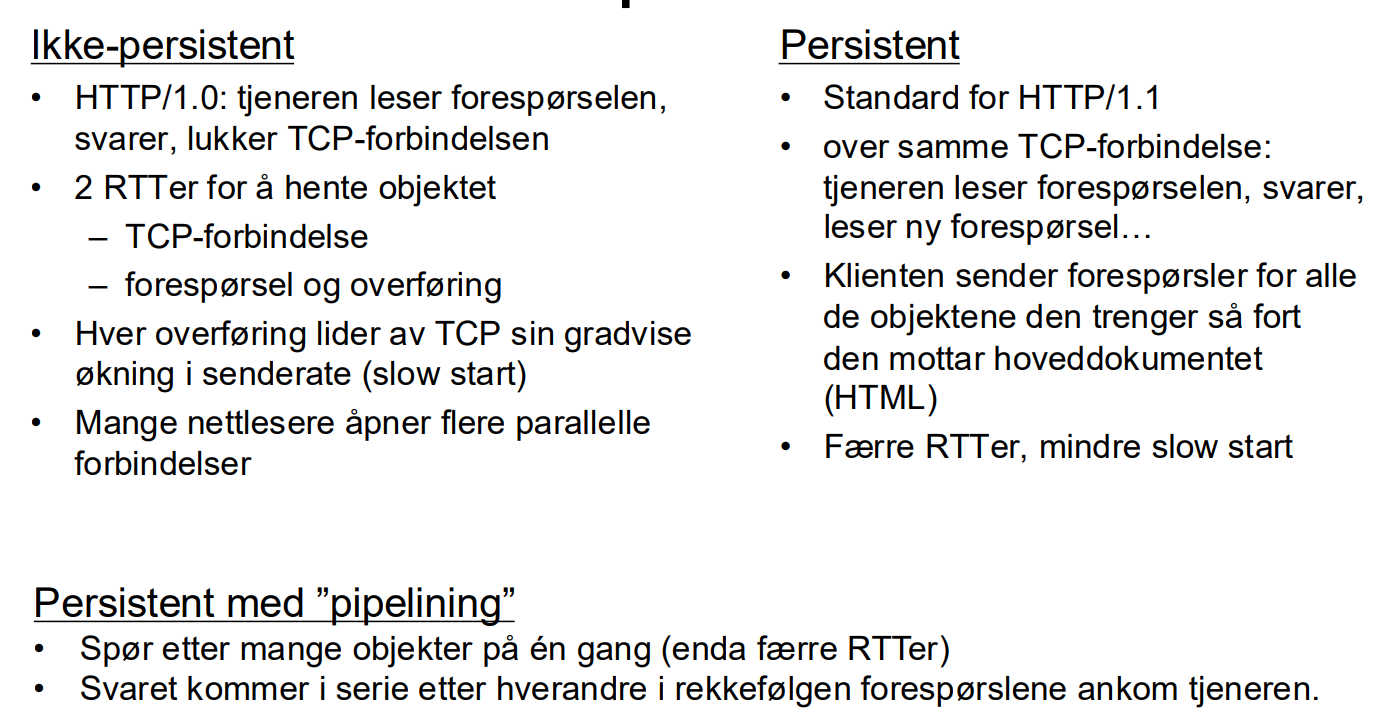 Ikke-persistent
• HTTP/1.0: tjeneren leser forespørselen,
svarer, lukker TCP-forbindelsen
• 2 RTTer for å hente objektet
– TCP-forbindelse
– forespørsel og overføring
• Hver overføring lider av TCP sin gradvise
økning i senderate (slow start)
• Mange nettlesere åpner flere parallelle
forbindelser
Persistent
• Standard for HTTP/1.1
• over samme TCP-forbindelse:
tjeneren leser forespørselen, svarer,
leser ny forespørsel…
• Klienten sender forespørsler for alle
de objektene den trenger så fort
den mottar hoveddokumentet
(HTML)
• Færre RTTer, mindre slow start
Persistent med ”pipelining”
• Spør etter mange objekter på én gang (enda færre RTTer)
• Svaret kommer i serie etter hverandre i rekkefølgen forespørslene ankom tjeneren.